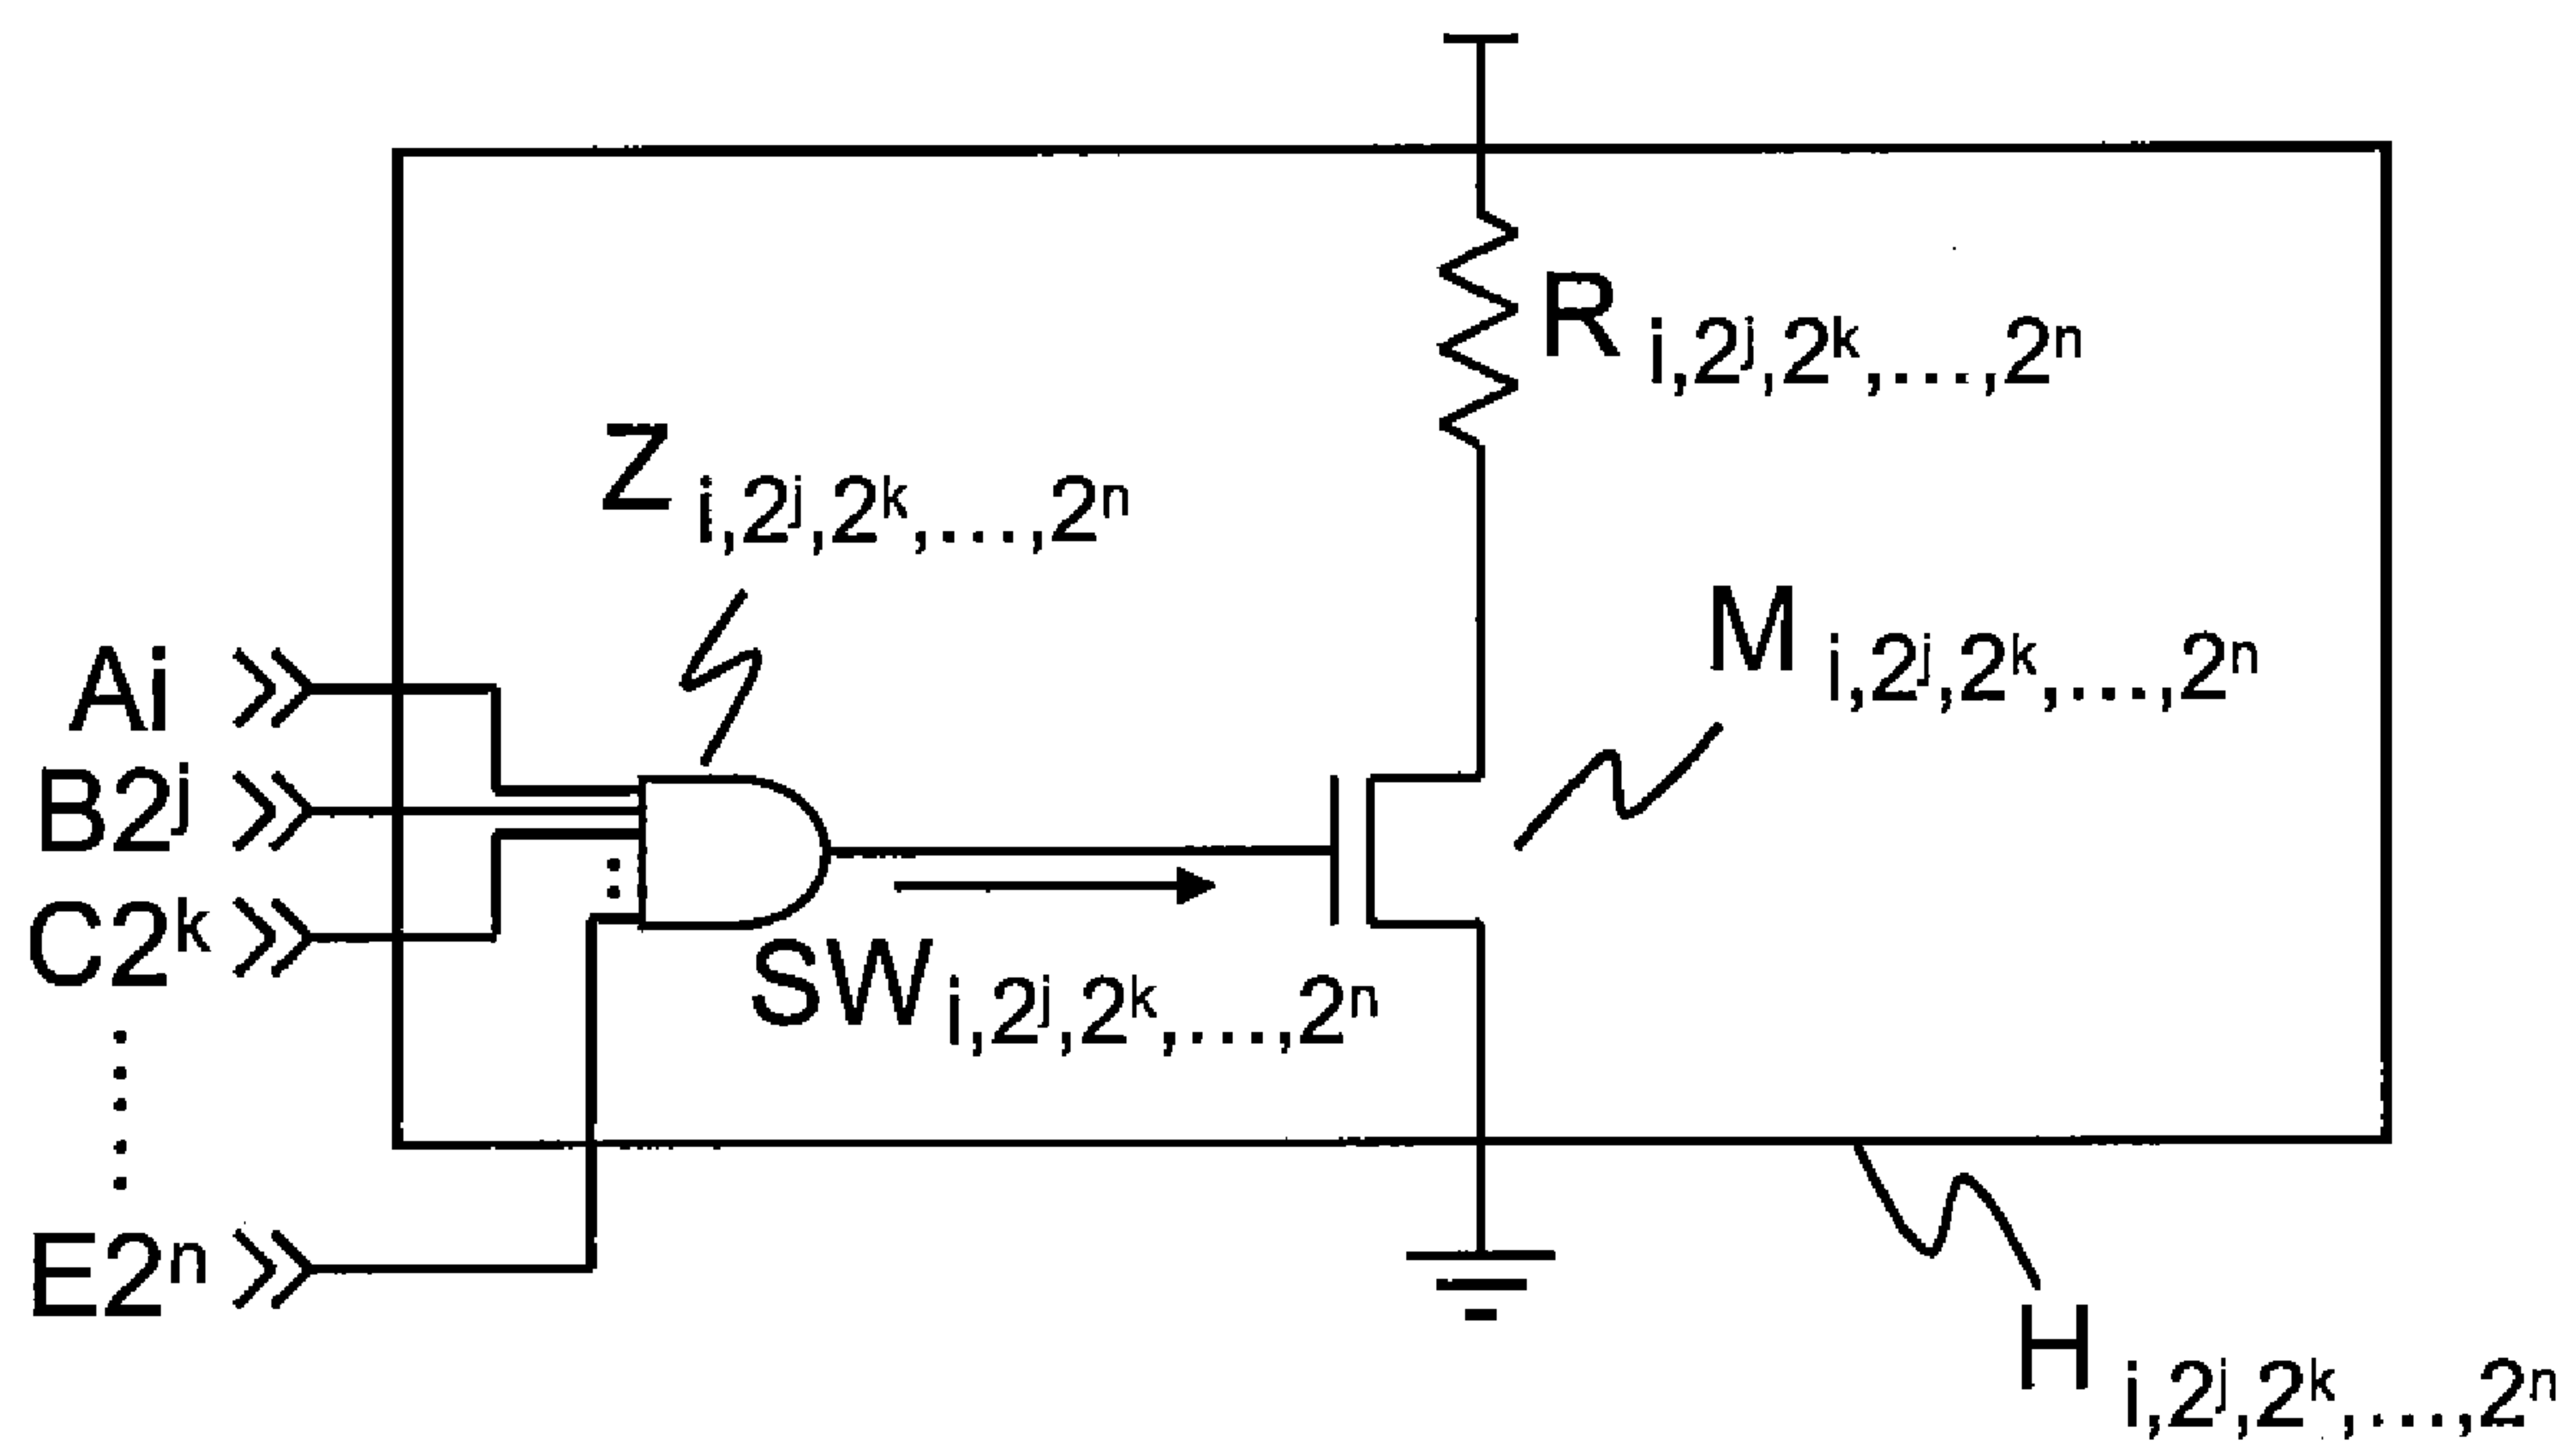 R i,2ʲ,2ᵏ,...,2ⁿ
Z i,2ʲ,2ᵏ,...,2ⁿ
M i,2ʲ,2ᵏ,...,2ⁿ
Ai
B2ʲ
C2ᵏ
SW i,2ʲ,2ᵏ,...,2ⁿ
E2ⁿ
H i,2ʲ,2ᵏ,...,2ⁿ